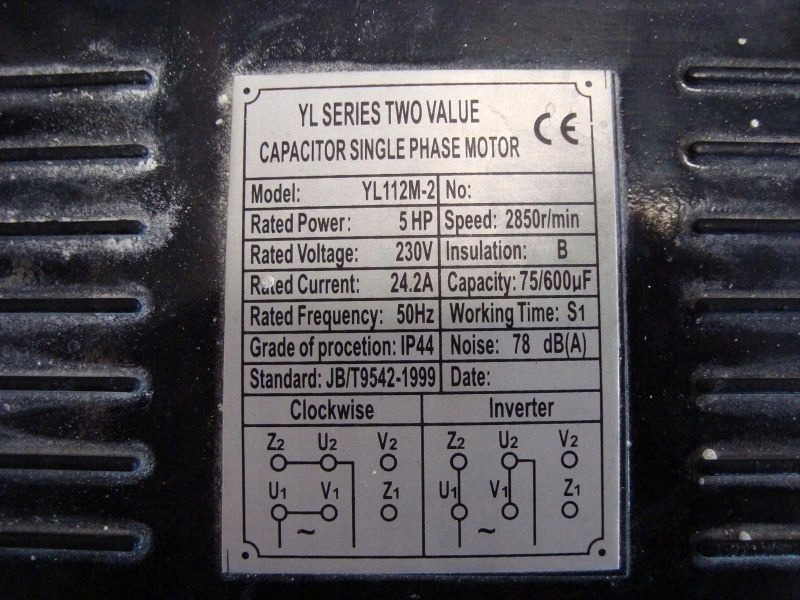 YL SERIES TWO VALUE
CAPACITOR SINGLE PHASE MOTOR
CE
Model: YL112M-2 No:
Rated Power: 5 HP Speed: 2850r/min
Rated Voltage: 230V Insulation: B
Rated Current: 24.2A Capacity: 75/600μF
Rated Frequency: 50Hz Working Time: S1
Grade of procetion: IP44 Noise: 78 dB(A)
Standard: JB/T9542-1999 Date:
Clockwise Inverter
Z2 U2 V2 Z2 U2 V2
U1 V1 Z1 U1 V1 Z1
~ ~